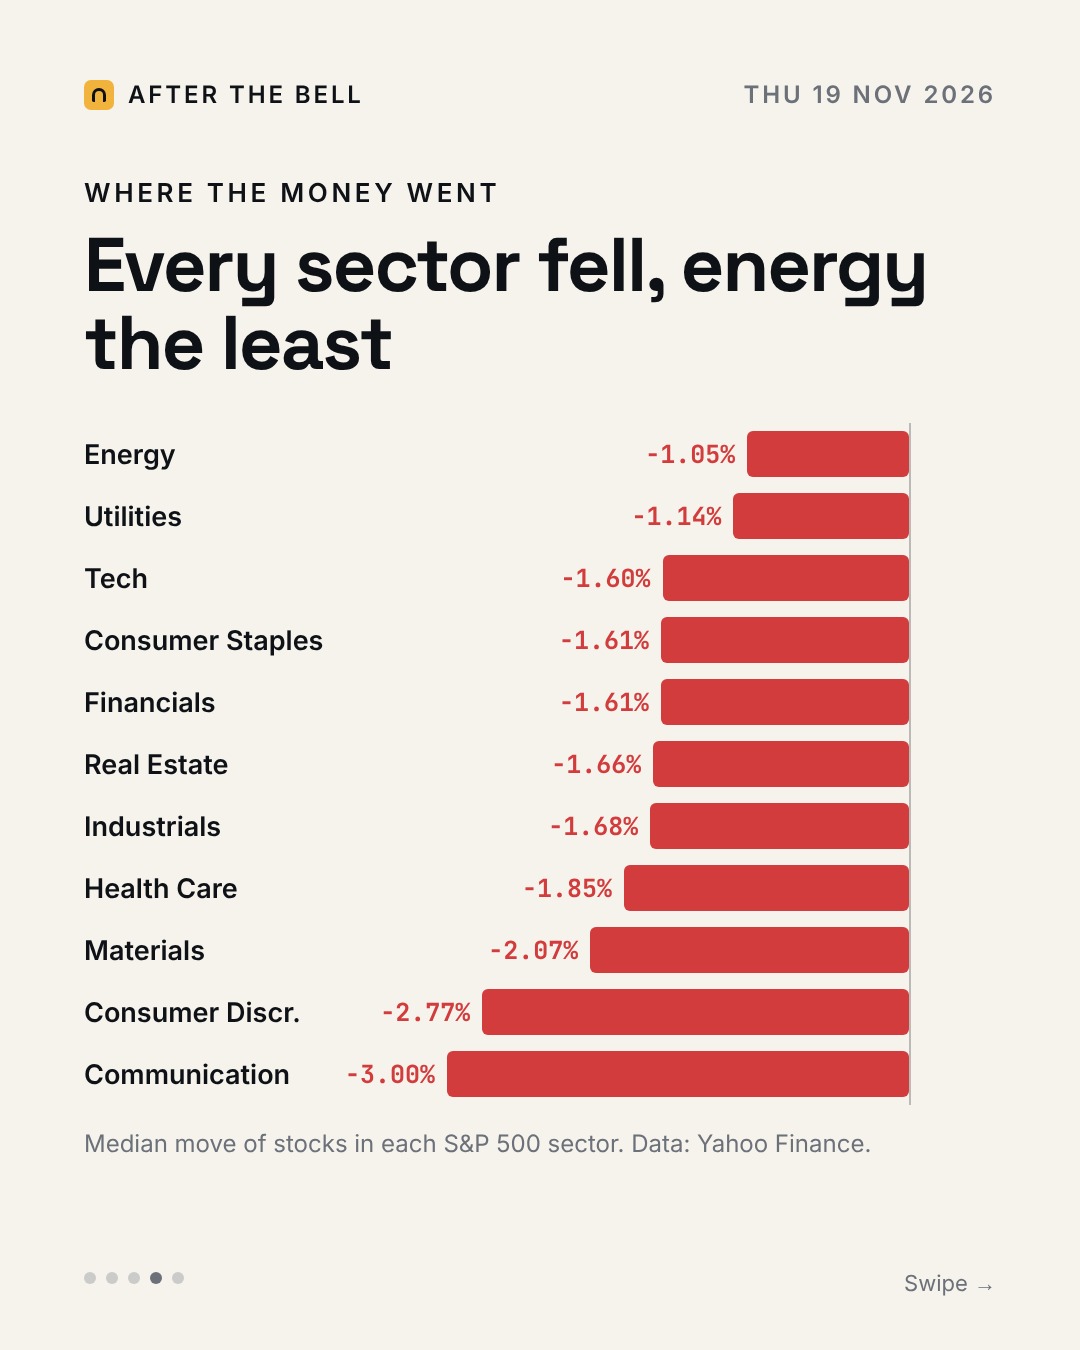 AFTER THE BELL
THU 19 NOV 2026
WHERE THE MONEY WENT
Every sector fell, energy
the least
Energy -1.05%
Utilities -1.14%
Tech -1.60%
Consumer Staples -1.61%
Financials -1.61%
Real Estate -1.66%
Industrials -1.68%
Health Care -1.85%
Materials -2.07%
Consumer Discr. -2.77%
Communication -3.00%
Median move of stocks in each S&P 500 sector. Data: Yahoo Finance.
Swipe →